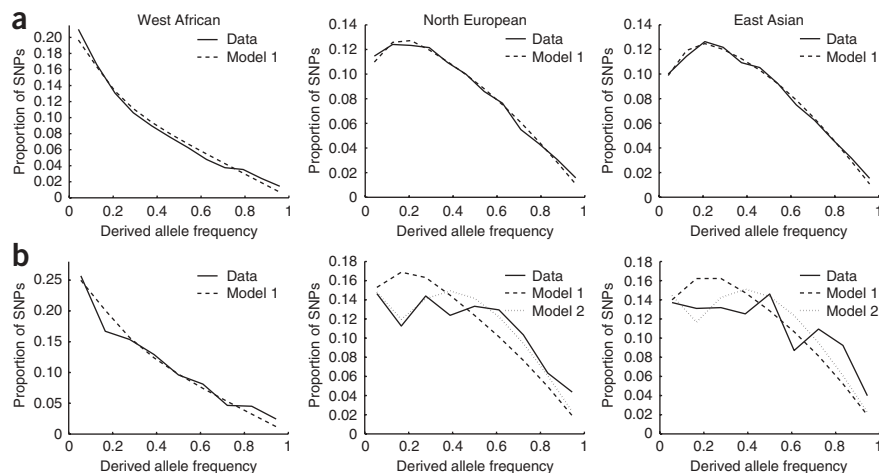 a
West African
North European
East Asian
Proportion of SNPs
0.20
0.18
0.16
0.14
0.12
0.10
0.08
0.06
0.04
0.02
0
Data
Model 1
0 0.2 0.4 0.6 0.8 1
Derived allele frequency
Proportion of SNPs
0.14
0.12
0.10
0.08
0.06
0.04
0.02
0
Data
Model 1
0 0.2 0.4 0.6 0.8 1
Derived allele frequency
Proportion of SNPs
0.14
0.12
0.10
0.08
0.06
0.04
0.02
0
Data
Model 1
0 0.2 0.4 0.6 0.8 1
Derived allele frequency
b
Proportion of SNPs
0.25
0.20
0.15
0.10
0.05
0
Data
Model 1
0 0.2 0.4 0.6 0.8 1
Derived allele frequency
Proportion of SNPs
0.18
0.16
0.14
0.12
0.10
0.08
0.06
0.04
0.02
0
Data
Model 1
Model 2
0 0.2 0.4 0.6 0.8 1
Derived allele frequency
Proportion of SNPs
0.18
0.16
0.14
0.12
0.10
0.08
0.06
0.04
0.02
0
Data
Model 1
Model 2
0 0.2 0.4 0.6 0.8 1
Derived allele frequency